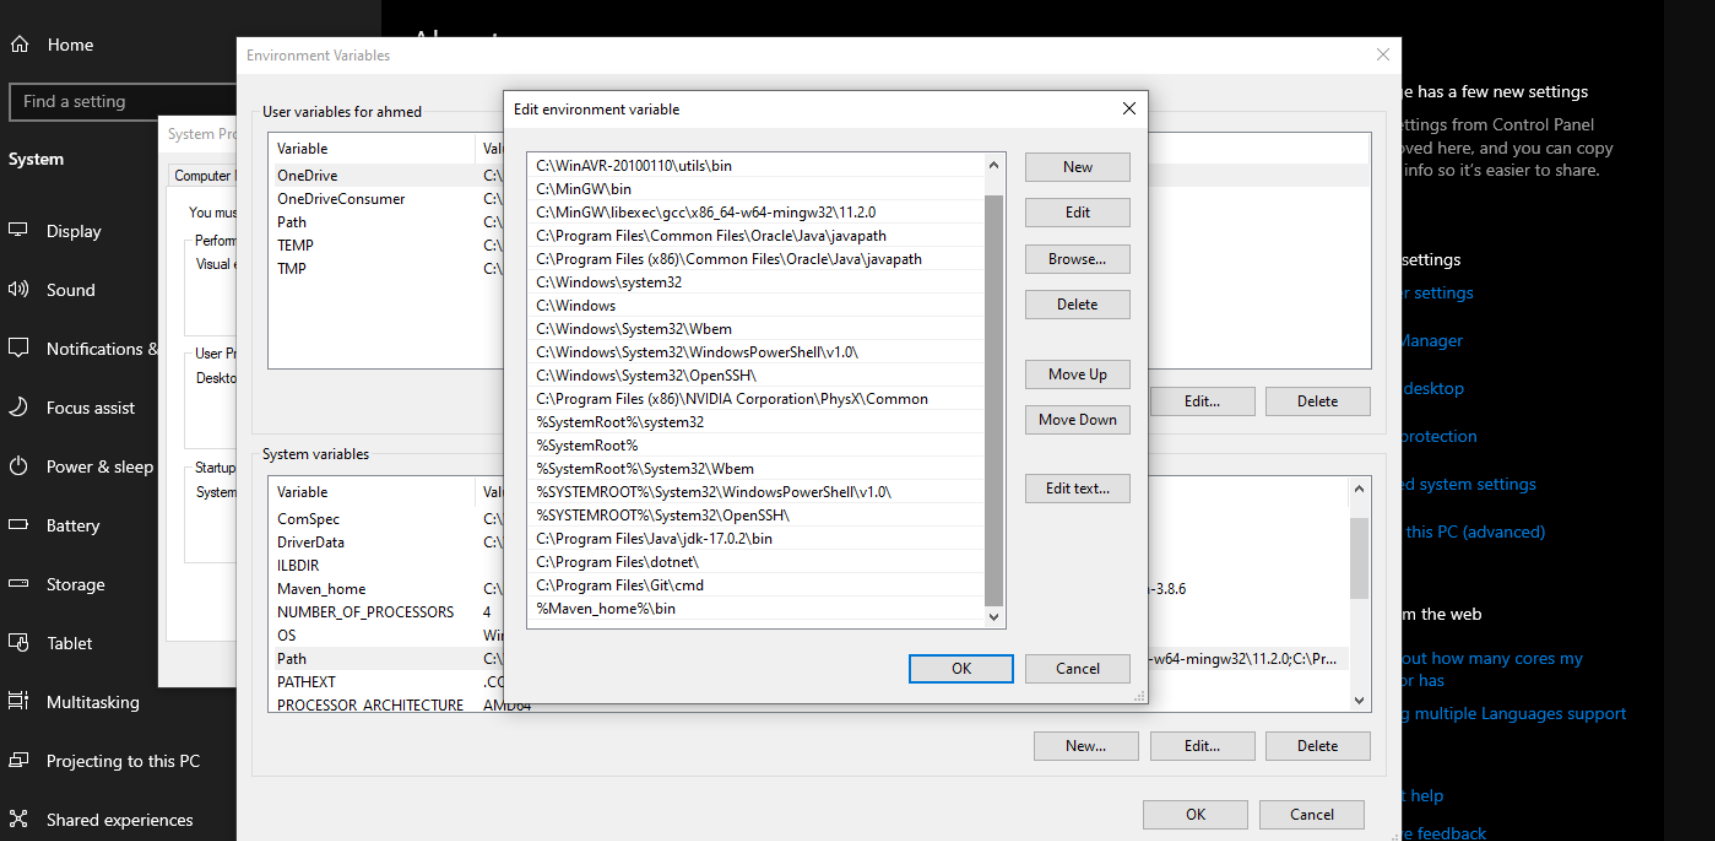 Home
Find a setting
System
Display
Sound
Notifications &
Focus assist
Power & sleep
Battery
Storage
Tablet
Multitasking
Projecting to this PC
Shared experiences
System Pro
Computer
You mus
Perform
Visual e
User Pr
Deskto
Startup
System
Environment Variables
User variables for ahmed
Variable
OneDrive C:\
OneDriveConsumer C:\
Path C:\
TEMP C:\
TMP C:\
Edit... Delete
System variables
Variable
ComSpec C:\
DriverData C:\
ILBDIR
Maven_home C:\ -3.8.6
NUMBER_OF_PROCESSORS 4
OS Wi
Path C:\ -w64-mingw32\11.2.0;C:\Pr...
PATHEXT .CO
PROCESSOR_ARCHITECTURE AMD64
New... Edit... Delete
OK Cancel
Edit environment variable
C:\WinAVR-20100110\utils\bin
C:\MinGW\bin
C:\MinGW\libexec\gcc\x86_64-w64-mingw32\11.2.0
C:\Program Files\Common Files\Oracle\Java\javapath
C:\Program Files (x86)\Common Files\Oracle\Java\javapath
C:\Windows\system32
C:\Windows
C:\Windows\System32\Wbem
C:\Windows\System32\WindowsPowerShell\v1.0\
C:\Windows\System32\OpenSSH\
C:\Program Files (x86)\NVIDIA Corporation\PhysX\Common
%SystemRoot%\system32
%SystemRoot%
%SystemRoot%\System32\Wbem
%SYSTEMROOT%\System32\WindowsPowerShell\v1.0\
%SYSTEMROOT%\System32\OpenSSH\
C:\Program Files\Java\jdk-17.0.2\bin
C:\Program Files\dotnet\
C:\Program Files\Git\cmd
%Maven_home%\bin
New
Edit
Browse...
Delete
Move Up
Move Down
Edit text...
OK Cancel
e has a few new settings
ettings from Control Panel
oved here, and you can copy
info so it's easier to share.
settings
r settings
Manager
desktop
protection
ed system settings
this PC (advanced)
m the web
out how many cores my
or has
g multiple Languages support
t help
e feedback